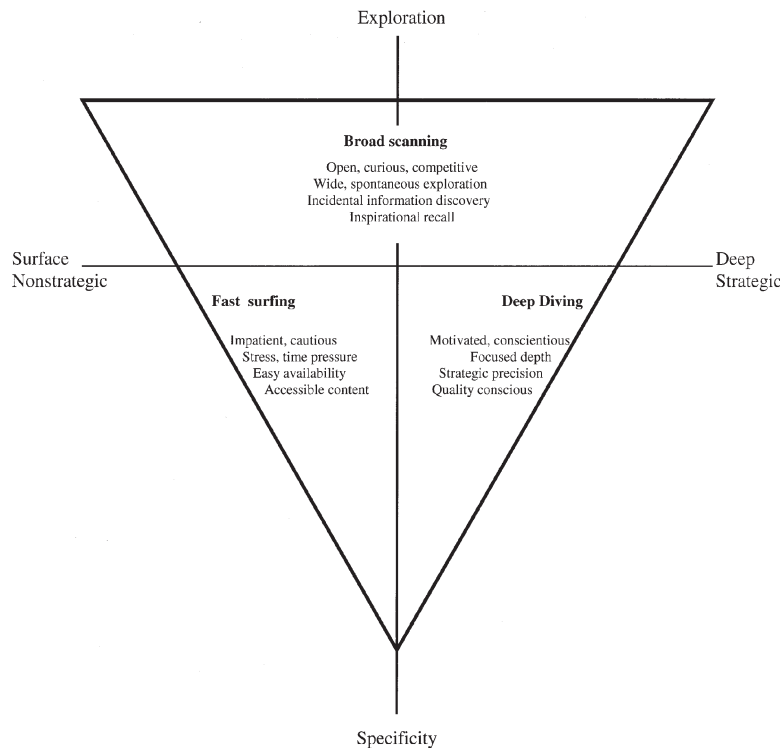 Exploration
Broad scanning
Open, curious, competitive
Wide, spontaneous exploration
Incidental information discovery
Inspirational recall
Surface
Nonstrategic
Deep
Strategic
Fast surfing
Impatient, cautious
Stress, time pressure
Easy availability
Accessible content
Deep Diving
Motivated, conscientious
Focused depth
Strategic precision
Quality conscious
Specificity